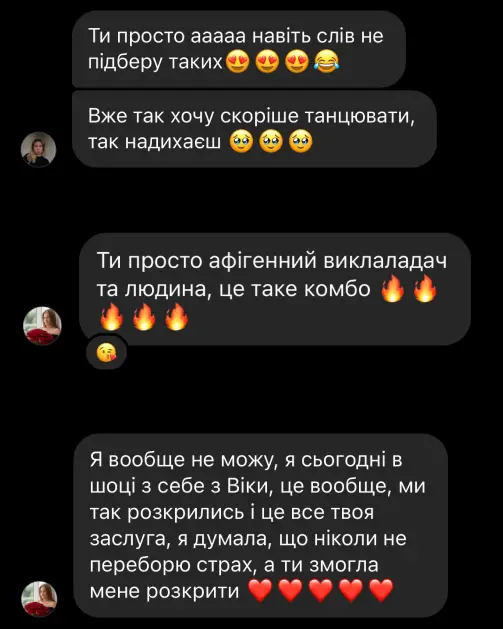 Ти просто ааааа навіть слів не
підберу таких😍😍😍😂
Вже так хочу скоріше танцювати,
так надихаєш 🥹🥹🥹
Ти просто афігенний виклаладач
та людина, це таке комбо 🔥🔥
🔥🔥🔥
😘
Я вообще не можу, я сьогодні в
шоці з себе з Віки, це вообще, ми
так розкрились і це все твоя
заслуга, я думала, що ніколи не
переборю страх, а ти змогла
мене розкрити ❤️❤️❤️❤️❤️